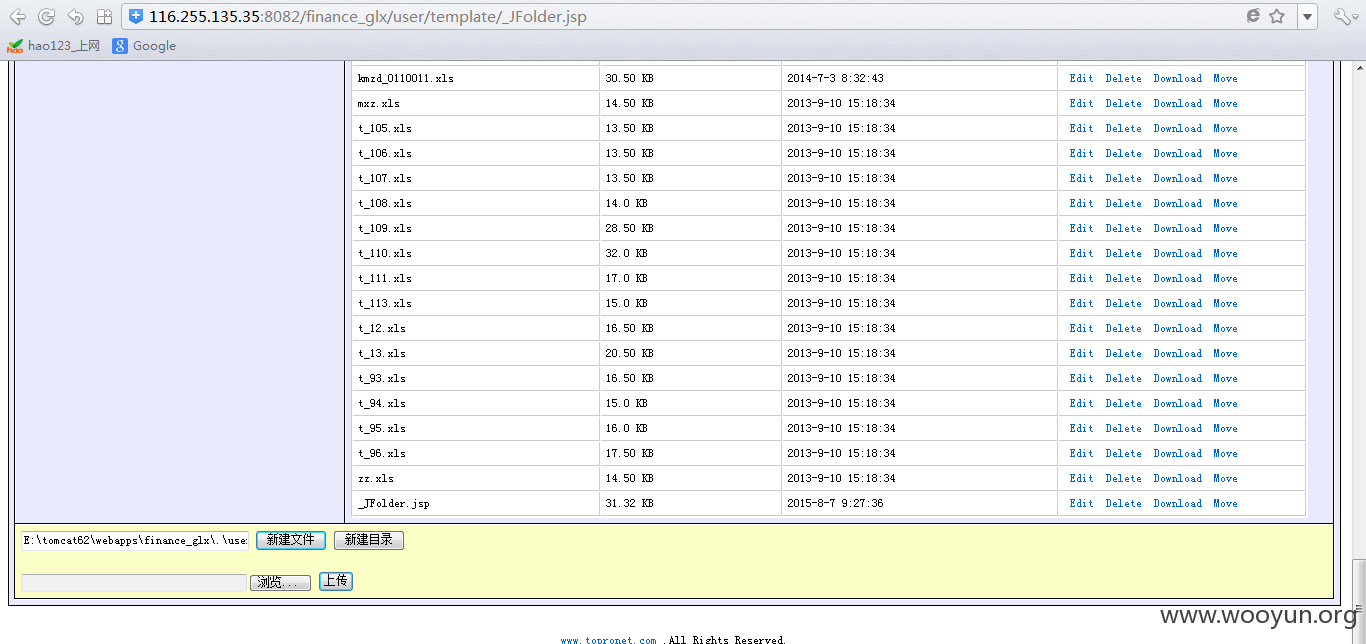 116.255.135.35:8082/finance_glx/user/template/_JFolder.jsp
hao123_上网 Google
kmzd_0110011.xls 30.50 KB 2014-7-3 8:32:43 Edit Delete Download Move
mxz.xls 14.50 KB 2013-9-10 15:18:34 Edit Delete Download Move
t_105.xls 13.50 KB 2013-9-10 15:18:34 Edit Delete Download Move
t_106.xls 13.50 KB 2013-9-10 15:18:34 Edit Delete Download Move
t_107.xls 13.50 KB 2013-9-10 15:18:34 Edit Delete Download Move
t_108.xls 14.0 KB 2013-9-10 15:18:34 Edit Delete Download Move
t_109.xls 28.50 KB 2013-9-10 15:18:34 Edit Delete Download Move
t_110.xls 32.0 KB 2013-9-10 15:18:34 Edit Delete Download Move
t_111.xls 17.0 KB 2013-9-10 15:18:34 Edit Delete Download Move
t_113.xls 15.0 KB 2013-9-10 15:18:34 Edit Delete Download Move
t_12.xls 16.50 KB 2013-9-10 15:18:34 Edit Delete Download Move
t_13.xls 20.50 KB 2013-9-10 15:18:34 Edit Delete Download Move
t_93.xls 16.50 KB 2013-9-10 15:18:34 Edit Delete Download Move
t_94.xls 15.0 KB 2013-9-10 15:18:34 Edit Delete Download Move
t_95.xls 16.0 KB 2013-9-10 15:18:34 Edit Delete Download Move
t_96.xls 17.50 KB 2013-9-10 15:18:34 Edit Delete Download Move
zz.xls 14.50 KB 2013-9-10 15:18:34 Edit Delete Download Move
_JFolder.jsp 31.32 KB 2015-8-7 9:27:36 Edit Delete Download Move
E:\tomcat62\webapps\finance_glx\.\use 新建文件 新建目录
浏览... 上传
www.wooyun.org
www.topronet.com .All Rights Reserved.